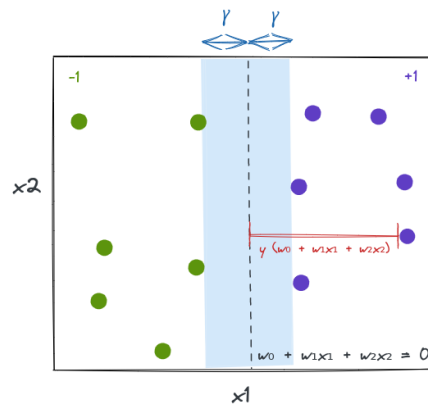 γ γ
-1 +1
x2
y (w0 + w1x1 + w2x2)
w0 + w1x1 + w2x2 = 0
x1